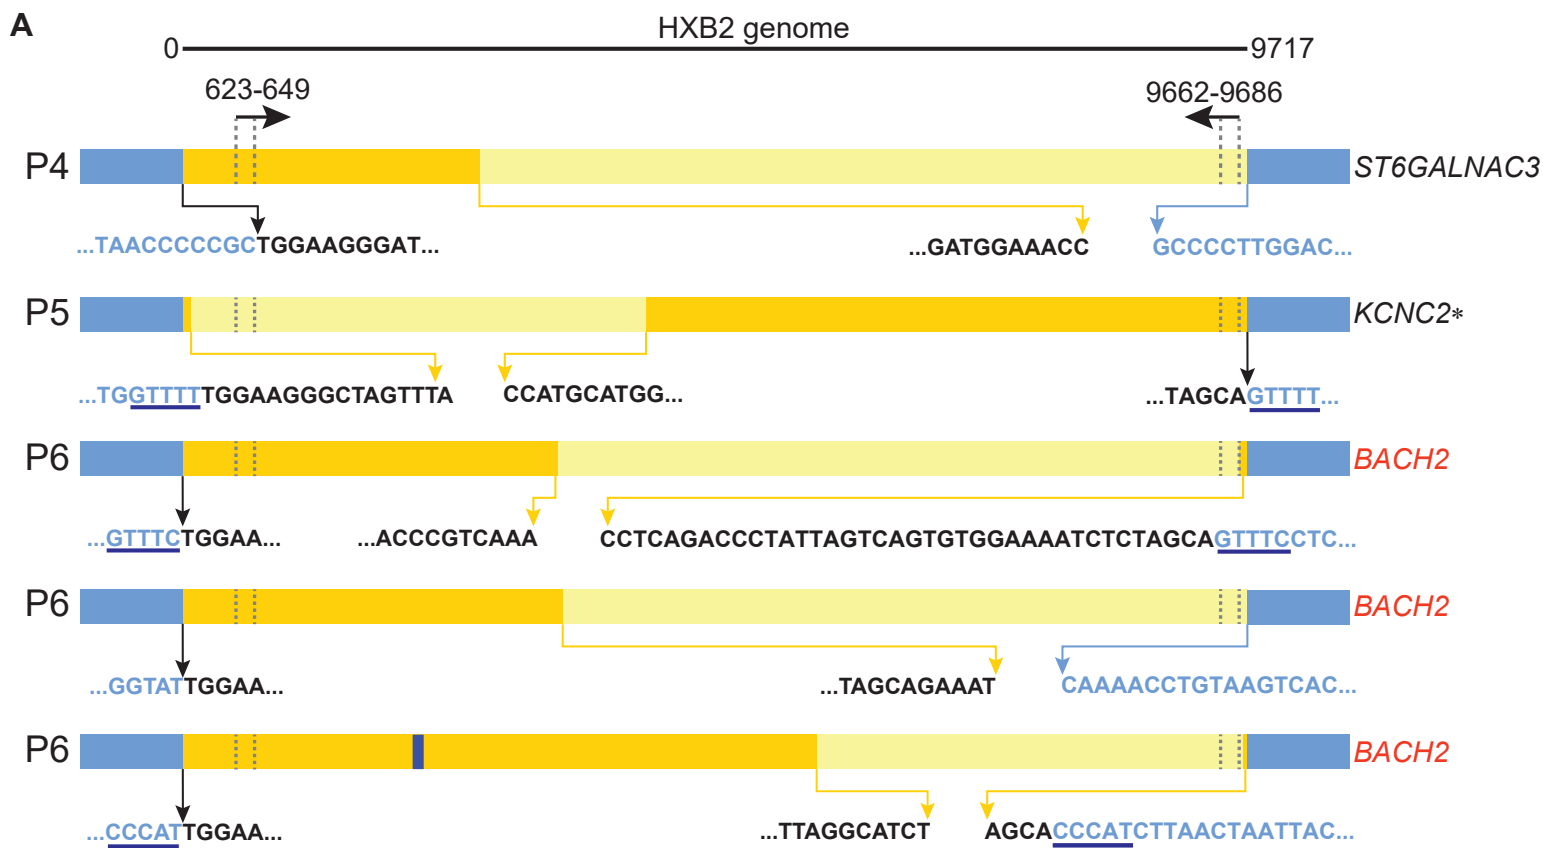 A
HXB2 genome
0 9717
623-649 9662-9686
P4 ST6GALNAC3
...TAACCCCCGCTGGAAGGGAT... ...GATGGAAACC GCCCCTTGGAC...
P5 KCNC2*
...TGGTTTTTGGAAGGGCTAGTTTA CCATGCATGG... ...TAGCAGTTTT...
P6 BACH2
...GTTTCTGGAA... ...ACCCGTCAAA CCTCAGACCCTATTAGTCAGTGTGGAAAATCTCTAGCAGTTTCCTC...
P6 BACH2
...GGTATTGGAA... ...TAGCAGAAAT CAAAACCTGTAAGTCAC...
P6 BACH2
...CCCATTGGAA... ...TTAGGCATCT AGCACCCATCTTAACTAATTAC...